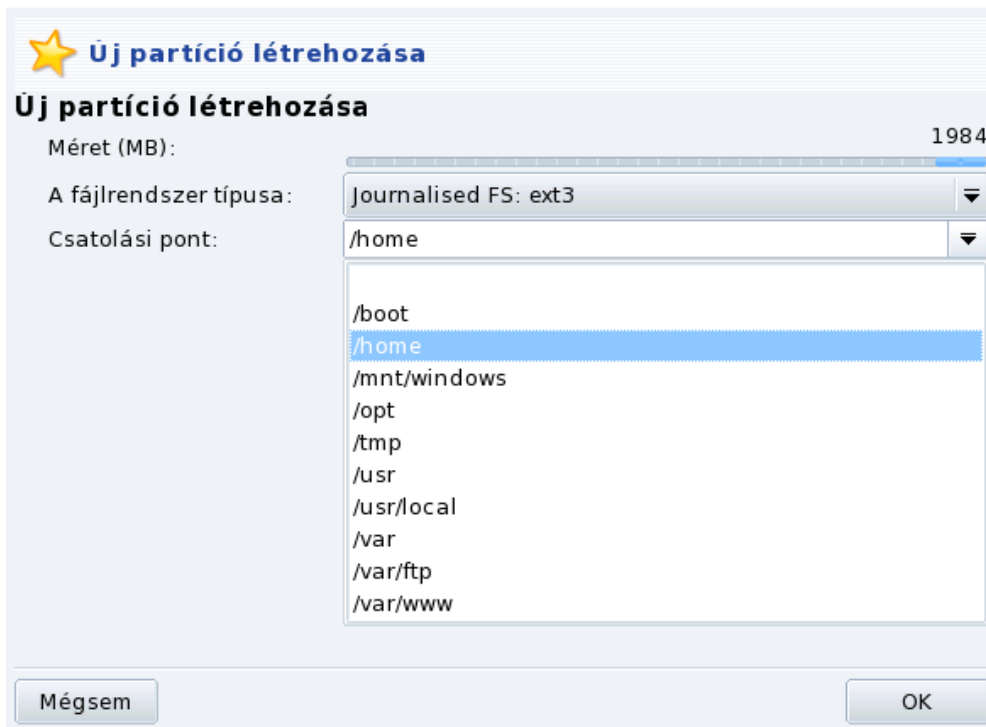 Új partíció létrehozása
Új partíció létrehozása
Méret (MB):
1984
A fájlrendszer típusa:
Journalised FS: ext3
Csatolási pont:
/home
/boot
/home
/mnt/windows
/opt
/tmp
/usr
/usr/local
/var
/var/ftp
/var/www
Mégsem
OK